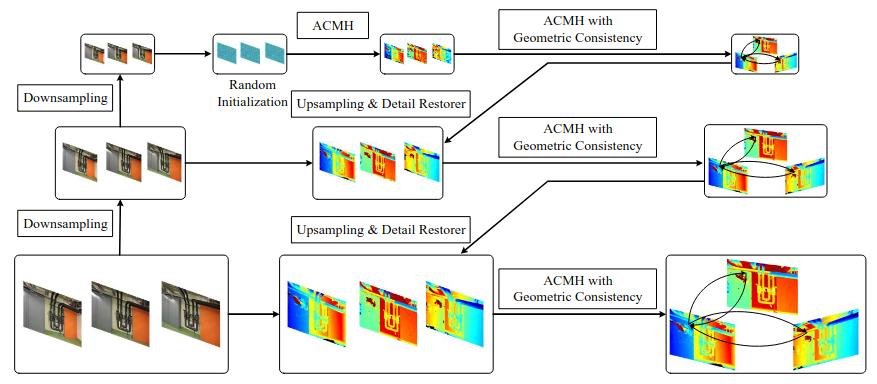 ACMH
ACMH with
Geometric Consistency
Downsampling
Random
Initialization
Upsampling & Detail Restorer
ACMH with
Geometric Consistency
Downsampling
Upsampling & Detail Restorer
ACMH with
Geometric Consistency